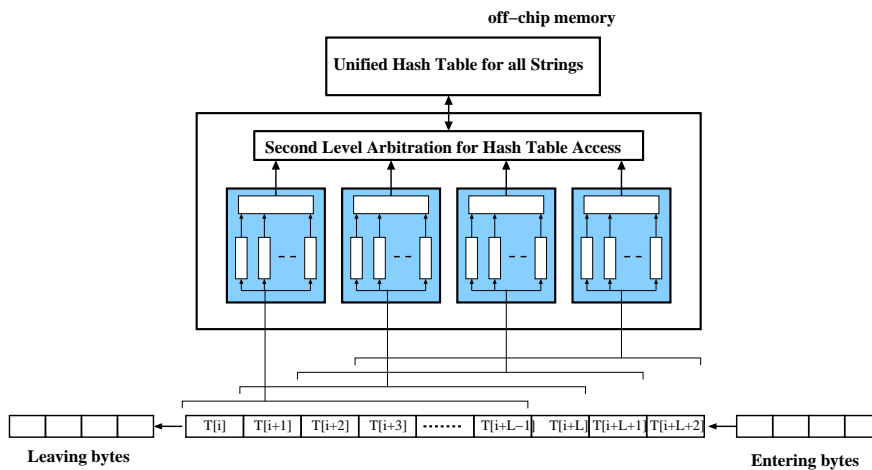 off−chip memory
Unified Hash Table for all Strings
Second Level Arbitration for Hash Table Access
T[i] T[i+1] T[i+2] T[i+3] T[i+L−1] T[i+L] T[i+L+1] T[i+L+2]
Leaving bytes
Entering bytes